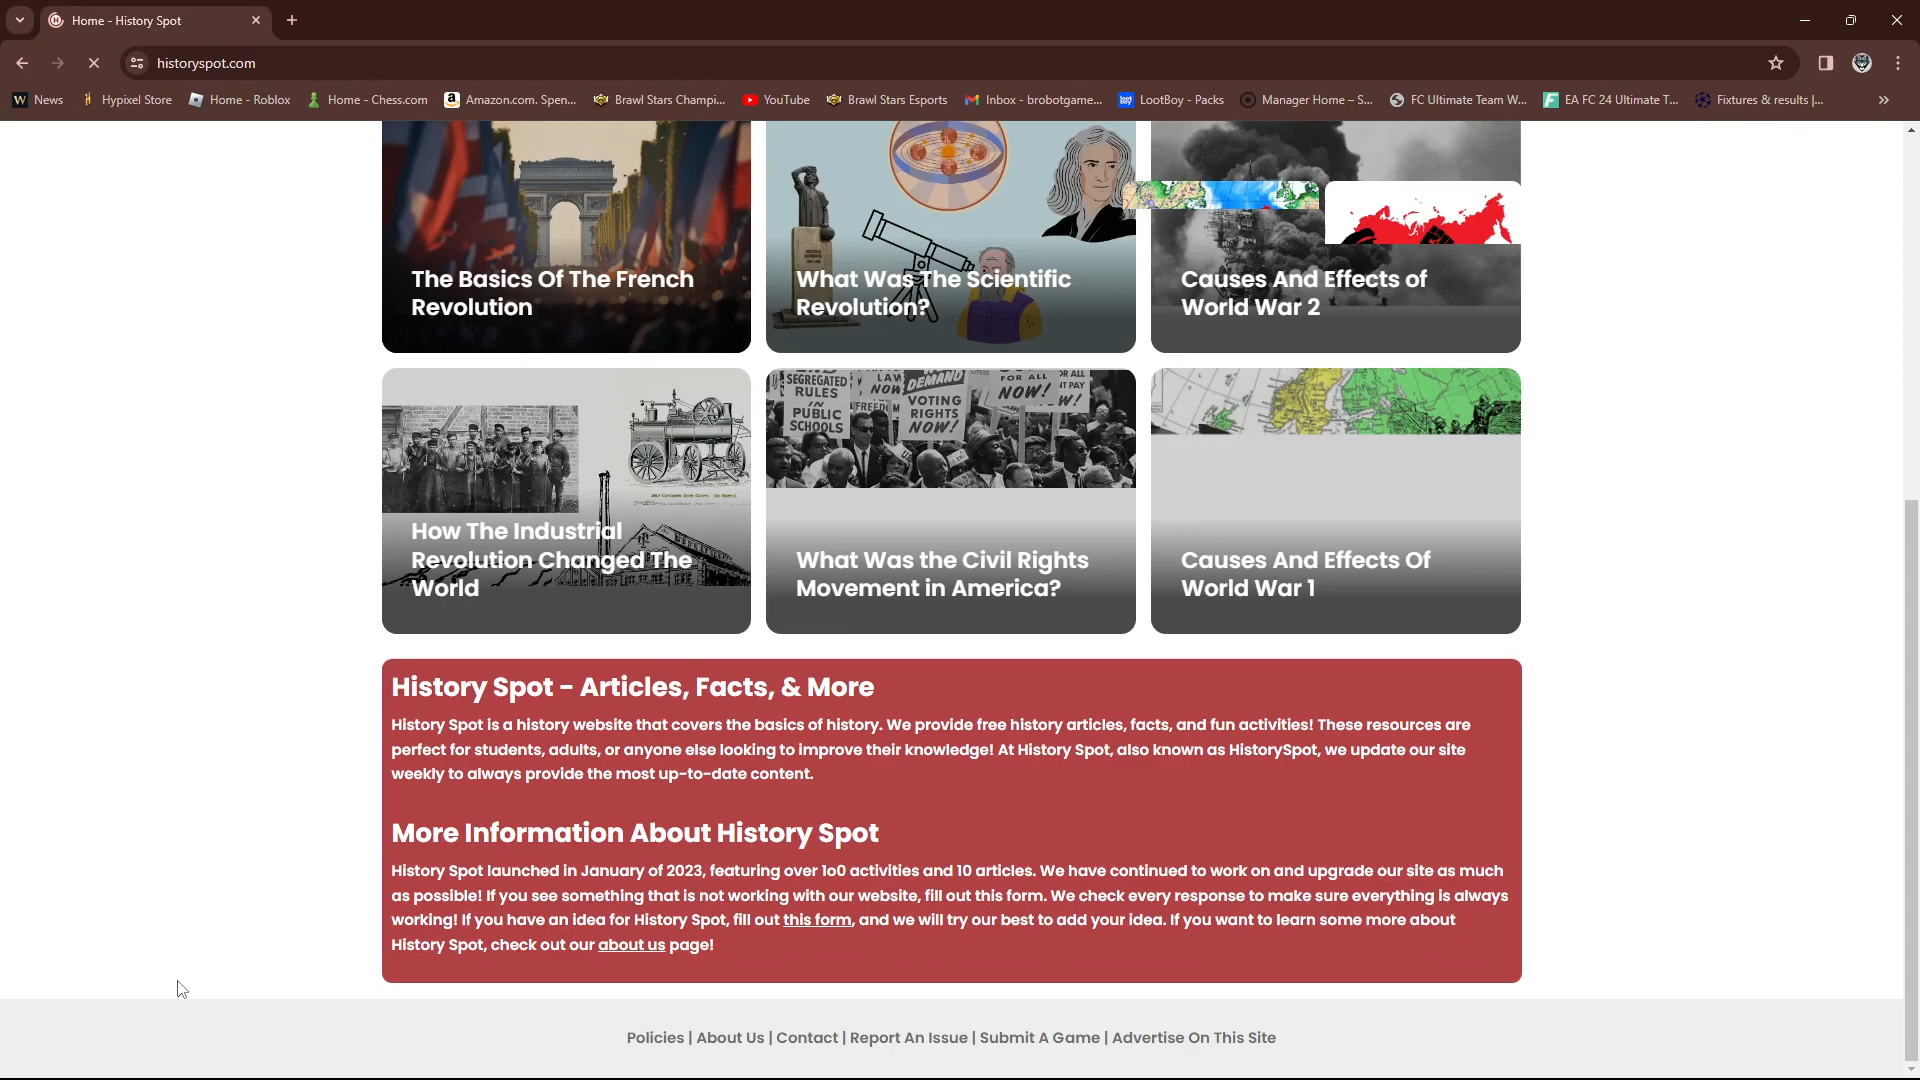 Home - History Spot
historyspot.com
News
Hypixel Store
Home - Roblox
Home - Chess.com
Amazon.com. Spen...
Brawl Stars Champi...
YouTube
Brawl Stars Esports
Inbox - brobotgame...
LootBoy - Packs
Manager Home – S...
FC Ultimate Team W...
EA FC 24 Ultimate T...
Fixtures & results |...
The Basics Of The French
Revolution
What Was The Scientific
Revolution?
Causes And Effects of
World War 2
SEGREGATED
RULES
IN
PUBLIC
SCHOOLS
LAW
NOW!
DEMAND
VOTING
RIGHTS
NOW!
FOR ALL
NOW!
How The Industrial
Revolution Changed The
World
What Was the Civil Rights
Movement in America?
Causes And Effects Of
World War 1
History Spot - Articles, Facts, & More
History Spot is a history website that covers the basics of history. We provide free history articles, facts, and fun activities! These resources are
perfect for students, adults, or anyone else looking to improve their knowledge! At History Spot, also known as HistorySpot, we update our site
weekly to always provide the most up-to-date content.
More Information About History Spot
History Spot launched in January of 2023, featuring over 1o0 activities and 10 articles. We have continued to work on and upgrade our site as much
as possible! If you see something that is not working with our website, fill out this form. We check every response to make sure everything is always
working! If you have an idea for History Spot, fill out this form, and we will try our best to add your idea. If you want to learn some more about
History Spot, check out our about us page!
Policies | About Us | Contact | Report An Issue | Submit A Game | Advertise On This Site